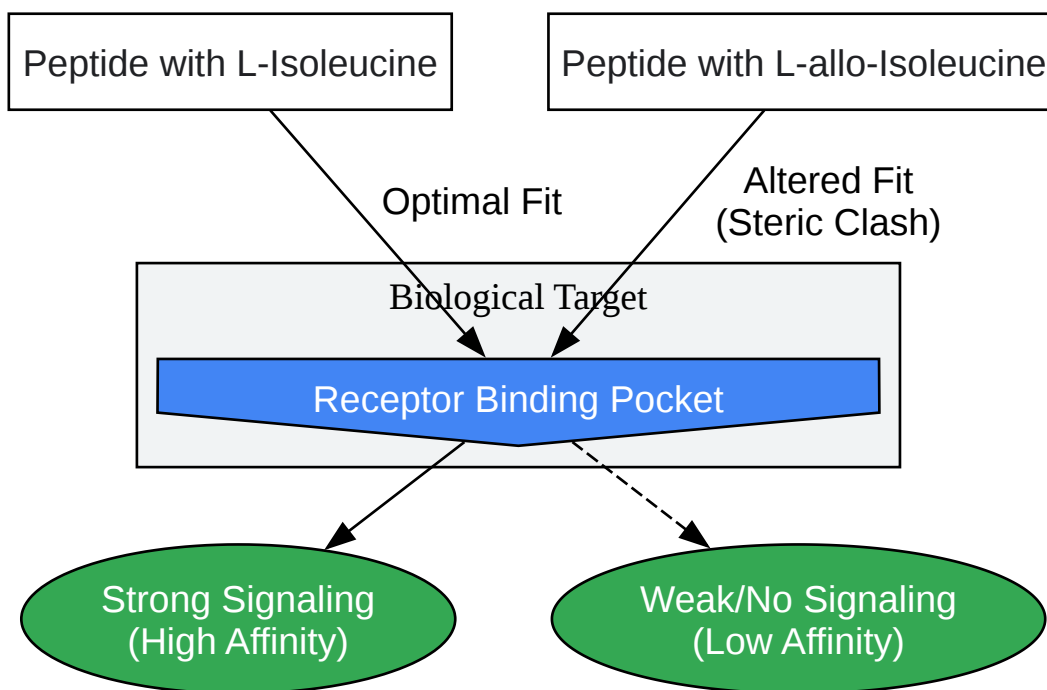 Peptide with L-Isoleucine
Peptide with L-allo-Isoleucine
Optimal Fit
Altered Fit
(Steric Clash)
Biological Target
Receptor Binding Pocket
Strong Signaling
(High Affinity)
Weak/No Signaling
(Low Affinity)